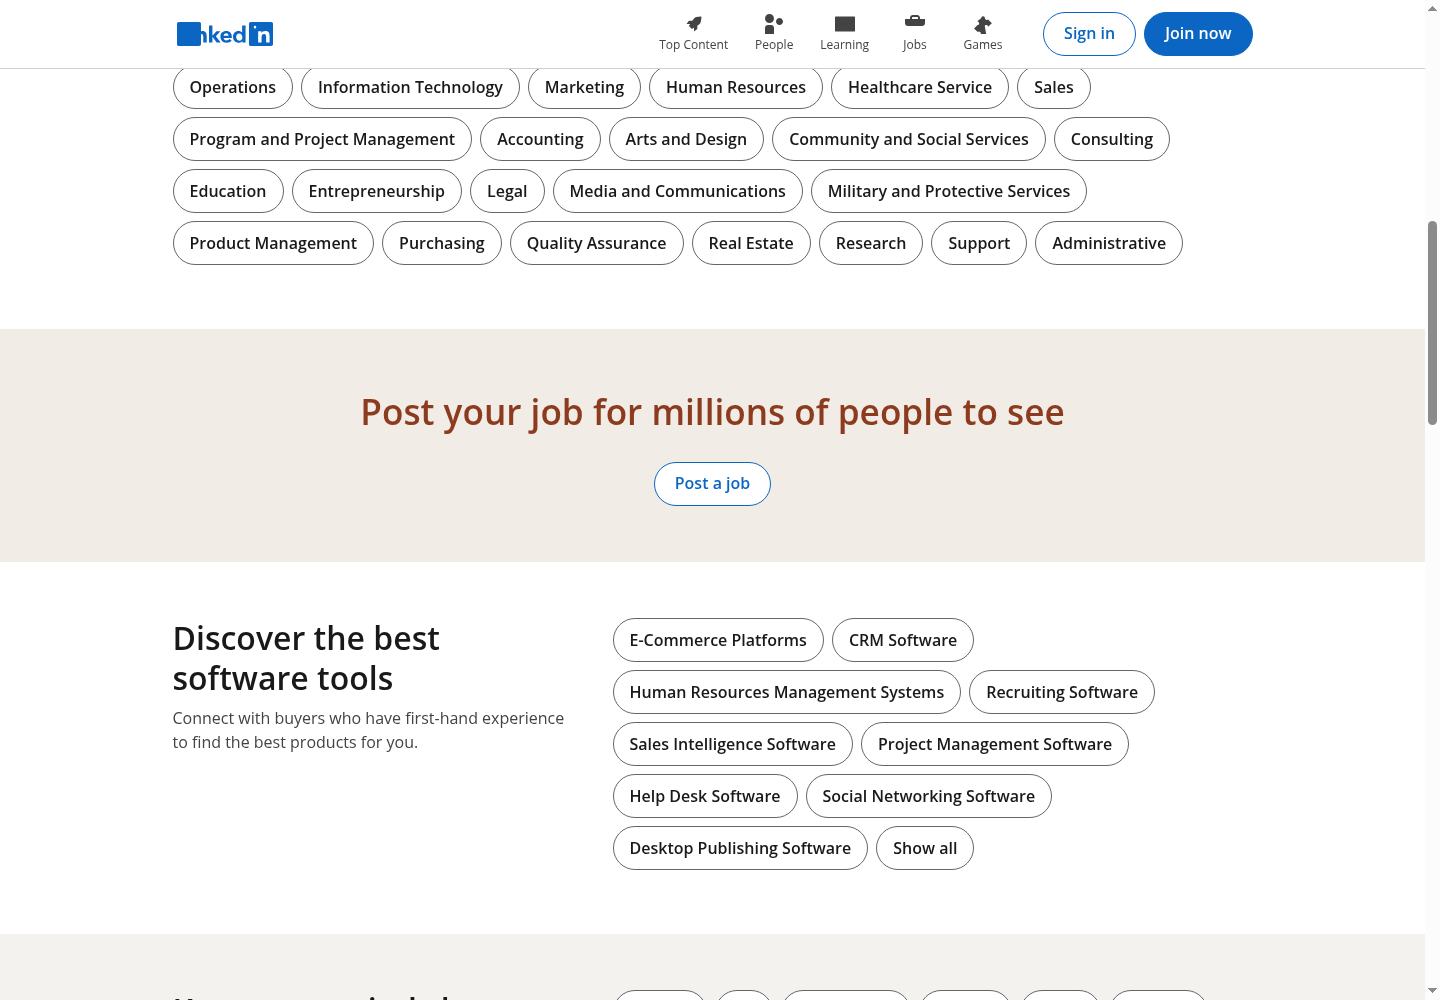 nked in
Top Content
People
Learning
Jobs
Games
Sign in
Join now
Operations
Information Technology
Marketing
Human Resources
Healthcare Service
Sales
Program and Project Management
Accounting
Arts and Design
Community and Social Services
Consulting
Education
Entrepreneurship
Legal
Media and Communications
Military and Protective Services
Product Management
Purchasing
Quality Assurance
Real Estate
Research
Support
Administrative
Post your job for millions of people to see
Post a job
Discover the best
software tools
Connect with buyers who have first-hand experience
to find the best products for you.
E-Commerce Platforms
CRM Software
Human Resources Management Systems
Recruiting Software
Sales Intelligence Software
Project Management Software
Help Desk Software
Social Networking Software
Desktop Publishing Software
Show all